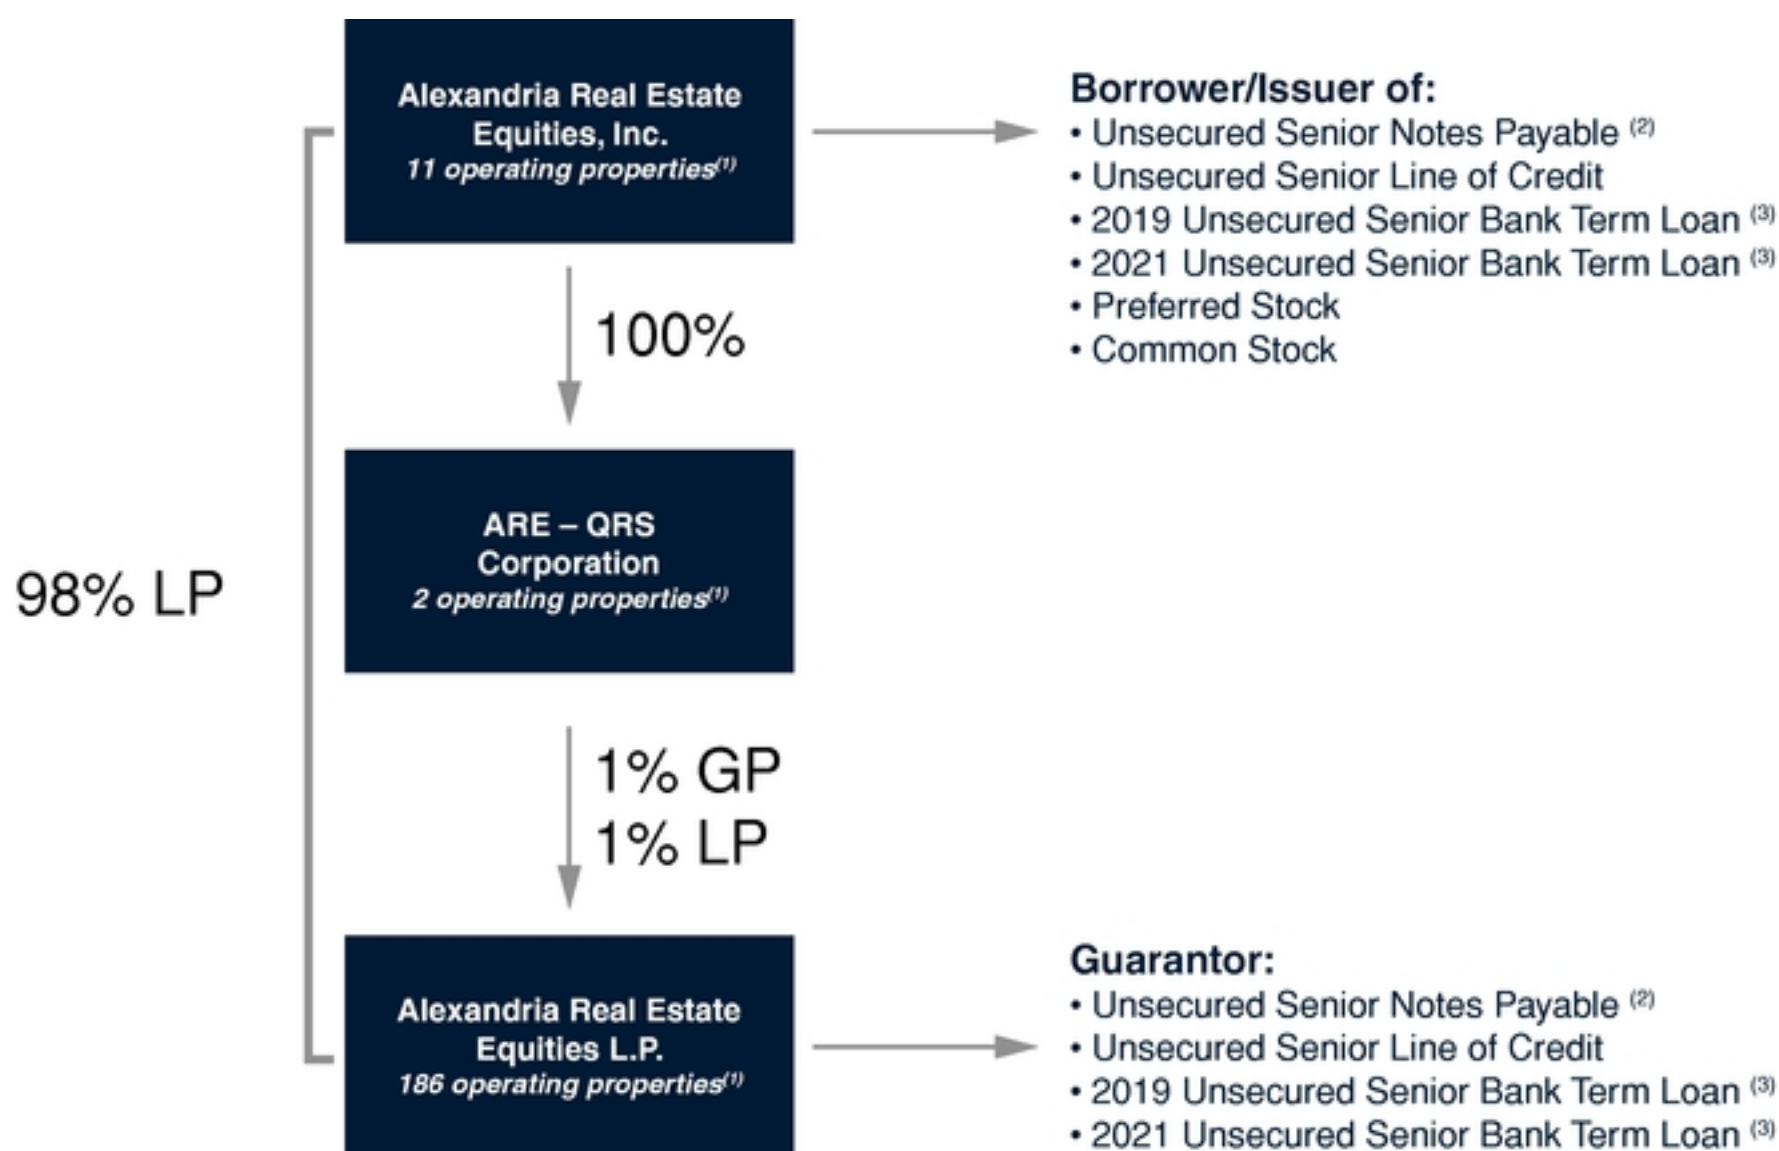 Alexandria Real Estate
Equities, Inc.
11 operating properties(1)
Borrower/Issuer of:
• Unsecured Senior Notes Payable (2)
• Unsecured Senior Line of Credit
• 2019 Unsecured Senior Bank Term Loan (3)
• 2021 Unsecured Senior Bank Term Loan (3)
• Preferred Stock
• Common Stock
100%
ARE – QRS
Corporation
2 operating properties(1)
98% LP
1% GP
1% LP
Alexandria Real Estate
Equities L.P.
186 operating properties(1)
Guarantor:
• Unsecured Senior Notes Payable (2)
• Unsecured Senior Line of Credit
• 2019 Unsecured Senior Bank Term Loan (3)
• 2021 Unsecured Senior Bank Term Loan (3)